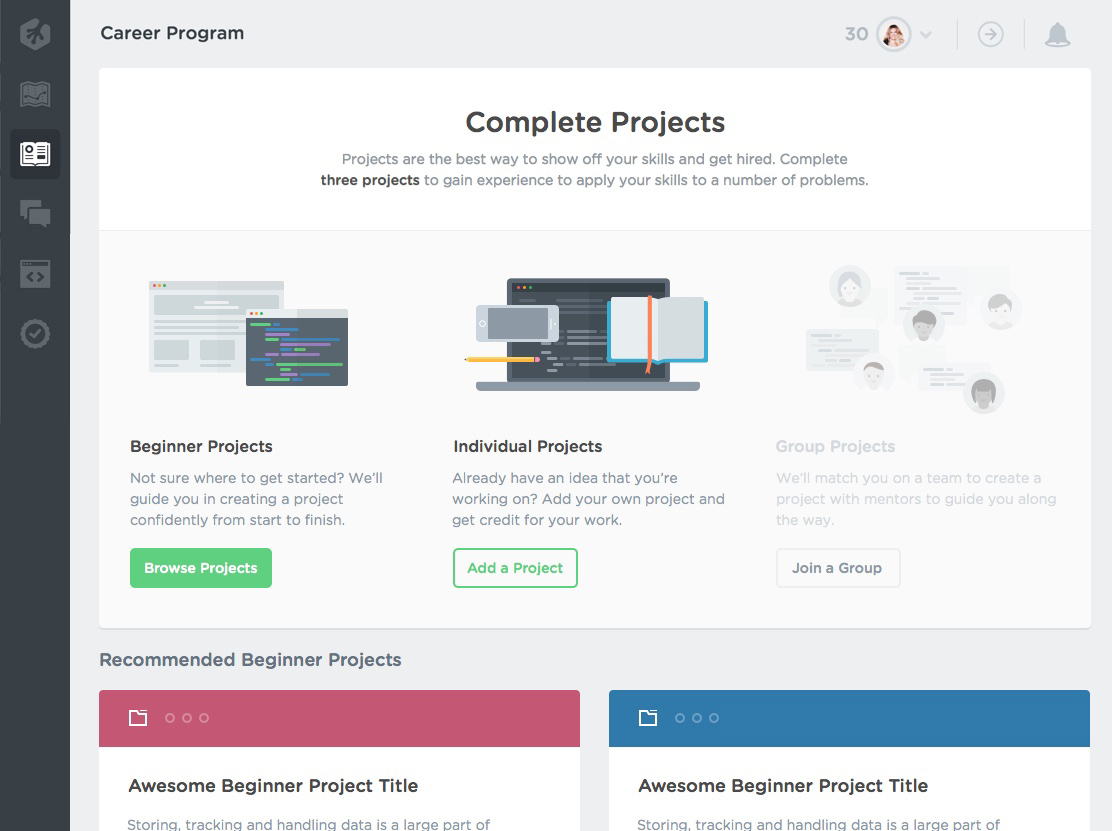 Career Program
30
Complete Projects
Projects are the best way to show off your skills and get hired. Complete
three projects to gain experience to apply your skills to a number of problems.
Beginner Projects
Not sure where to get started? We’ll
guide you in creating a project
confidently from start to finish.
Browse Projects
Individual Projects
Already have an idea that you’re
working on? Add your own project and
get credit for your work.
Add a Project
Group Projects
We’ll match you on a team to create a
project with mentors to guide you along
the way.
Join a Group
Recommended Beginner Projects
Awesome Beginner Project Title
Storing, tracking and handling data is a large part of
Awesome Beginner Project Title
Storing, tracking and handling data is a large part of